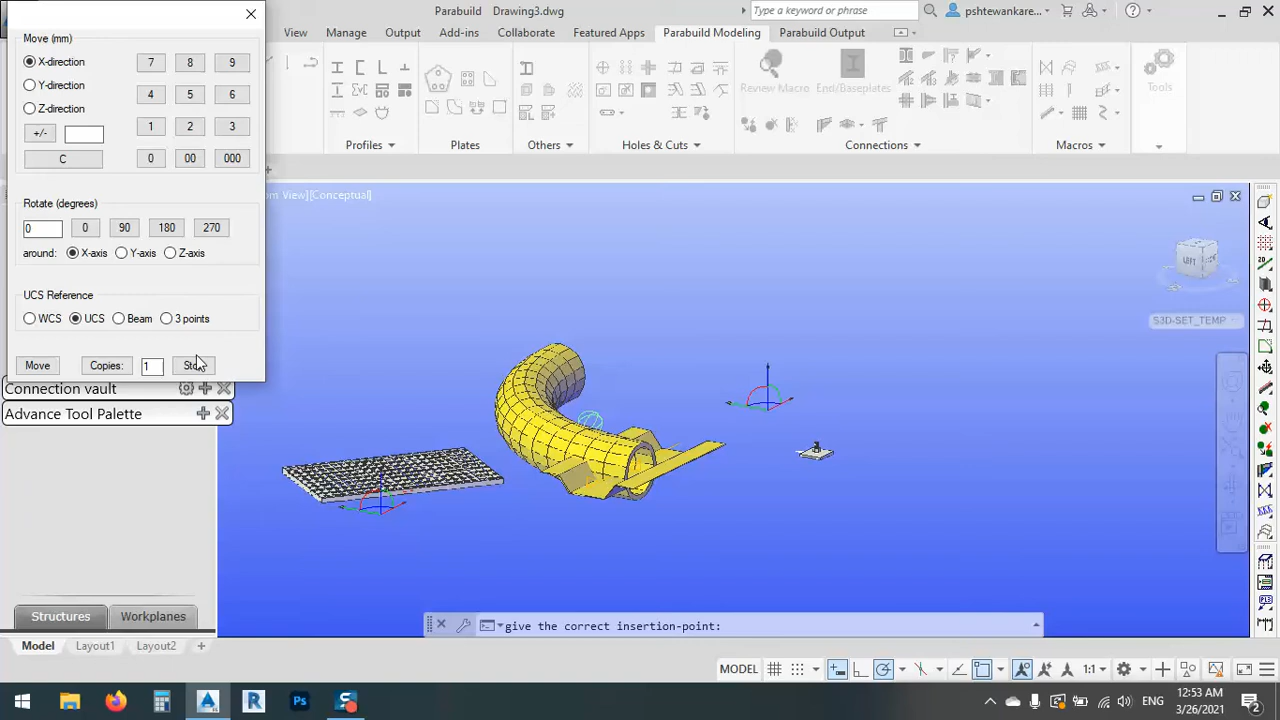 Parabuild Drawing3.dwg
Type a keyword or phrase
pshtewankare...
View Manage Output Add-ins Collaborate Featured Apps Parabuild Modeling Parabuild Output
Review Macro End/Baseplates Tools
Profiles Plates Others Holes & Cuts Connections Macros
Move (mm)
X-direction 7 8 9
Y-direction 4 5 6
Z-direction
+/- 1 2 3
C 0 00 000
Rotate (degrees)
0 0 90 180 270
around: X-axis Y-axis Z-axis
UCS Reference
WCS UCS Beam 3 points
Move Copies: 1
Connection vault
Advance Tool Palette
Structures Workplanes
om View][Conceptual]
LEFT
S3D-SET_TEMP
give the correct insertion-point:
Model Layout1 Layout2 +
MODEL 1:1
ENG 12:53 AM
3/26/2021
2